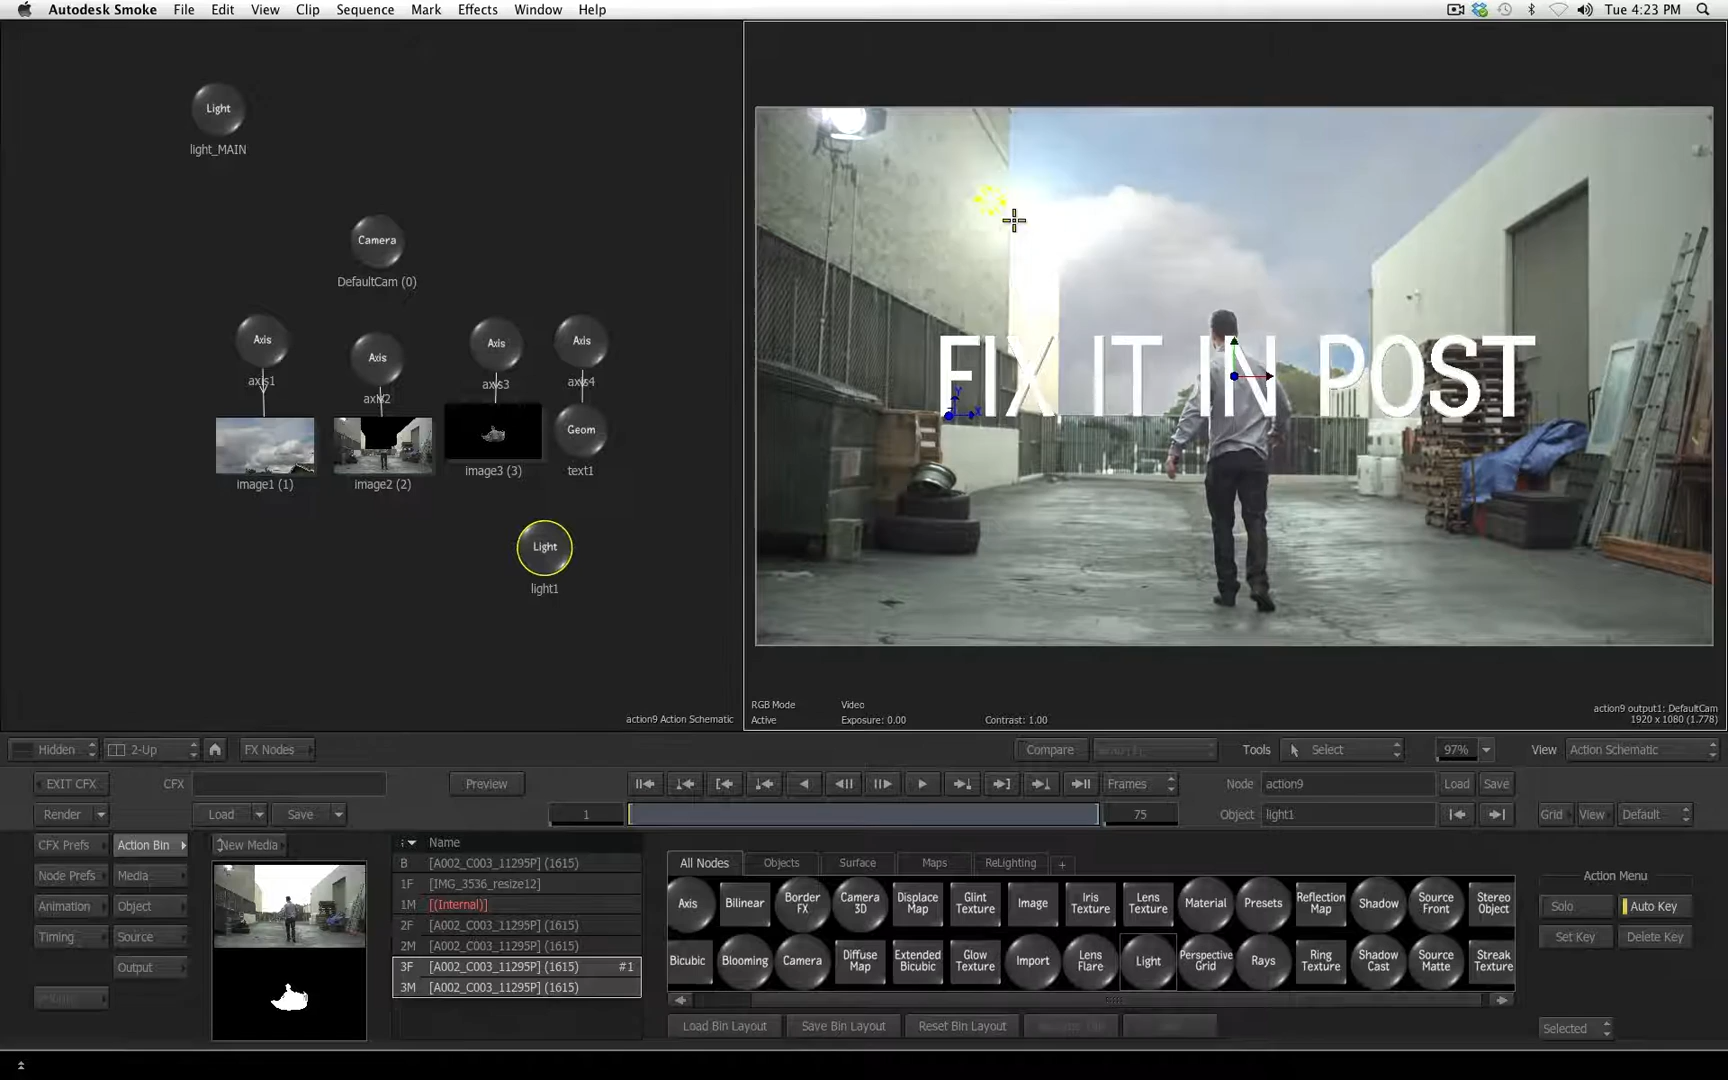 Autodesk Smoke File Edit View Clip Sequence Mark Effects Window Help Tue 4:23 PM
Light
light_MAIN
Camera
DefaultCam (0)
Axis Axis Axis Axis
axis1 axis2 axis3 axis4
Geom
image1 (1) image2 (2) image3 (3) text1
Light
light1
action9 Action Schematic
FIX IT IN POST
Y
X
RGB Mode Video
Active Exposure: 0.00 Contrast: 1.00
action9 output1: DefaultCam
1920 x 1080 (1.778)
Hidden 2-Up FX Nodes Compare Tools Select 97% View Action Schematic
EXIT CFX CFX Preview Frames Node action9 Load Save
Render Load Save 1 75 Object light1 Grid View Default
CFX Prefs Action Bin New Media Name
Node Prefs Media
Animation Object
Timing Source
Output
B [A002_C003_11295P] (1615)
1F [IMG_3536_resize12]
1M [(Internal)]
2F [A002_C003_11295P] (1615)
2M [A002_C003_11295P] (1615)
3F [A002_C003_11295P] (1615) #1
3M [A002_C003_11295P] (1615)
All Nodes Objects Surface Maps ReLighting +
Axis Bilinear Border FX Camera 3D Displace Map Glint Texture Image Iris Texture Lens Texture Material Presets Reflection Map Shadow Source Front Stereo Object
Bicubic Blooming Camera Diffuse Map Extended Bicubic Glow Texture Import Lens Flare Light Perspective Grid Rays Ring Texture Shadow Cast Source Matte Streak Texture
Load Bin Layout Save Bin Layout Reset Bin Layout
Action Menu
Solo Auto Key
Set Key Delete Key
Selected